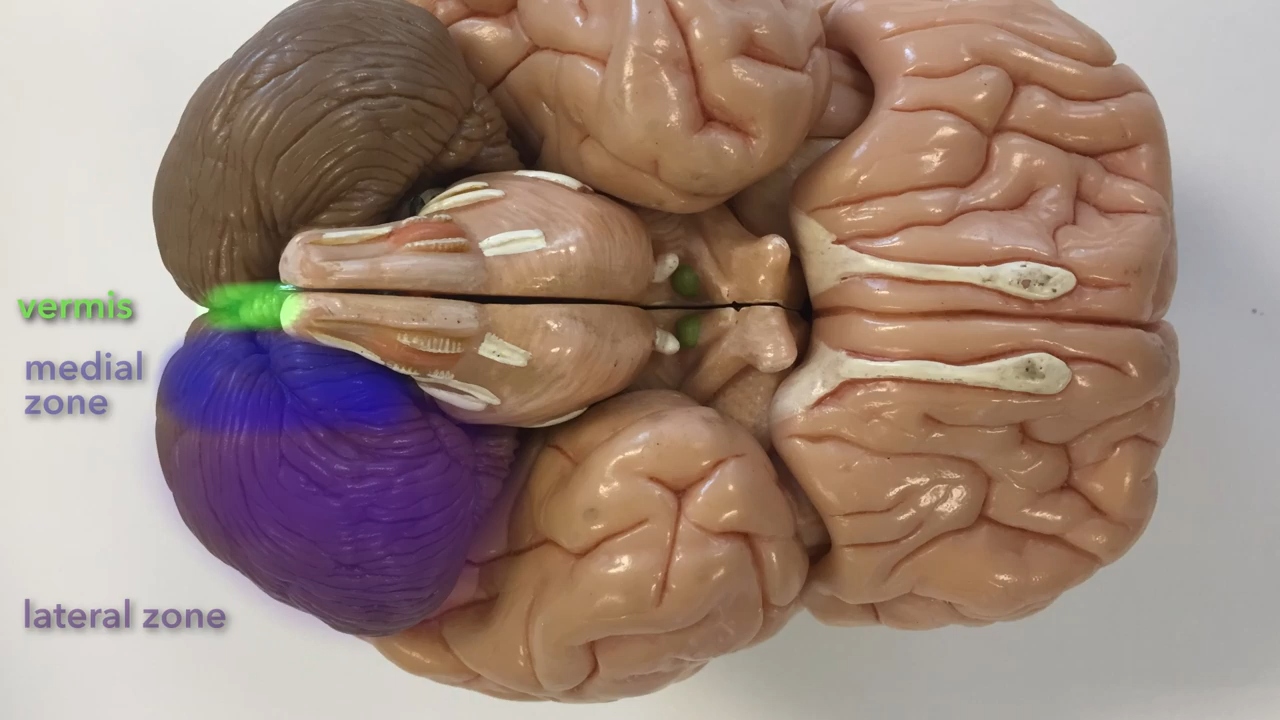 vermis
medial
zone
lateral zone